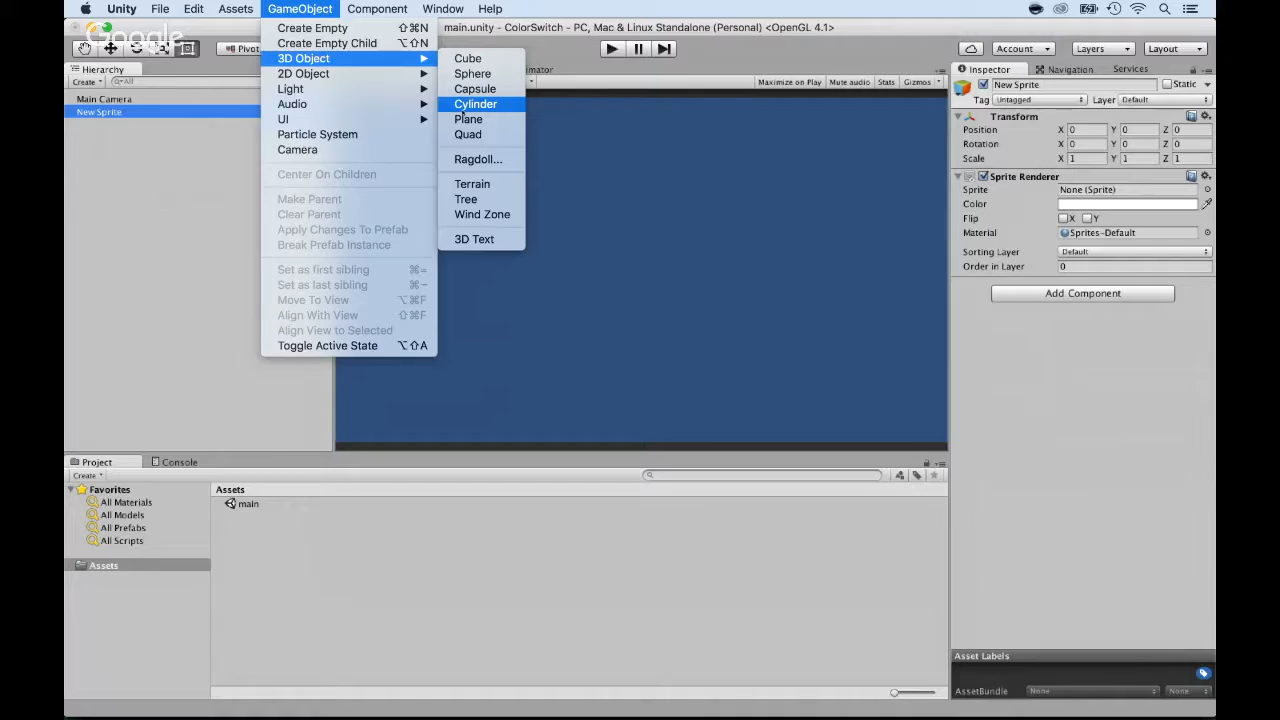 Unity File Edit Assets GameObject Component Window Help
Google
main.unity - ColorSwitch - PC, Mac & Linux Standalone (Personal) <OpenGL 4.1>
Pivot
Account Layers Layout
Create Empty ⇧⌘N
Create Empty Child ⌥⇧N
3D Object ▶
2D Object ▶
Light ▶
Audio ▶
UI ▶
Particle System
Camera
Center On Children
Make Parent
Clear Parent
Apply Changes To Prefab
Break Prefab Instance
Set as first sibling ⌘=
Set as last sibling ⌘-
Move To View ⌥⌘F
Align With View ⇧⌘F
Align View to Selected
Toggle Active State ⌥⇧A
Cube
Sphere
Capsule
Cylinder
Plane
Quad
Ragdoll...
Terrain
Tree
Wind Zone
3D Text
Hierarchy
Create All
Main Camera
New Sprite
Maximize on Play Mute audio Stats Gizmos
Inspector Navigation Services
New Sprite Static
Tag Untagged Layer Default
Transform
Position X 0 Y 0 Z 0
Rotation X 0 Y 0 Z 0
Scale X 1 Y 1 Z 1
Sprite Renderer
Sprite None (Sprite)
Color
Flip X Y
Material Sprites-Default
Sorting Layer Default
Order in Layer 0
Add Component
Project Console
Create
Favorites
All Materials
All Models
All Prefabs
All Scripts
Assets
Assets
main
Asset Labels
AssetBundle None None